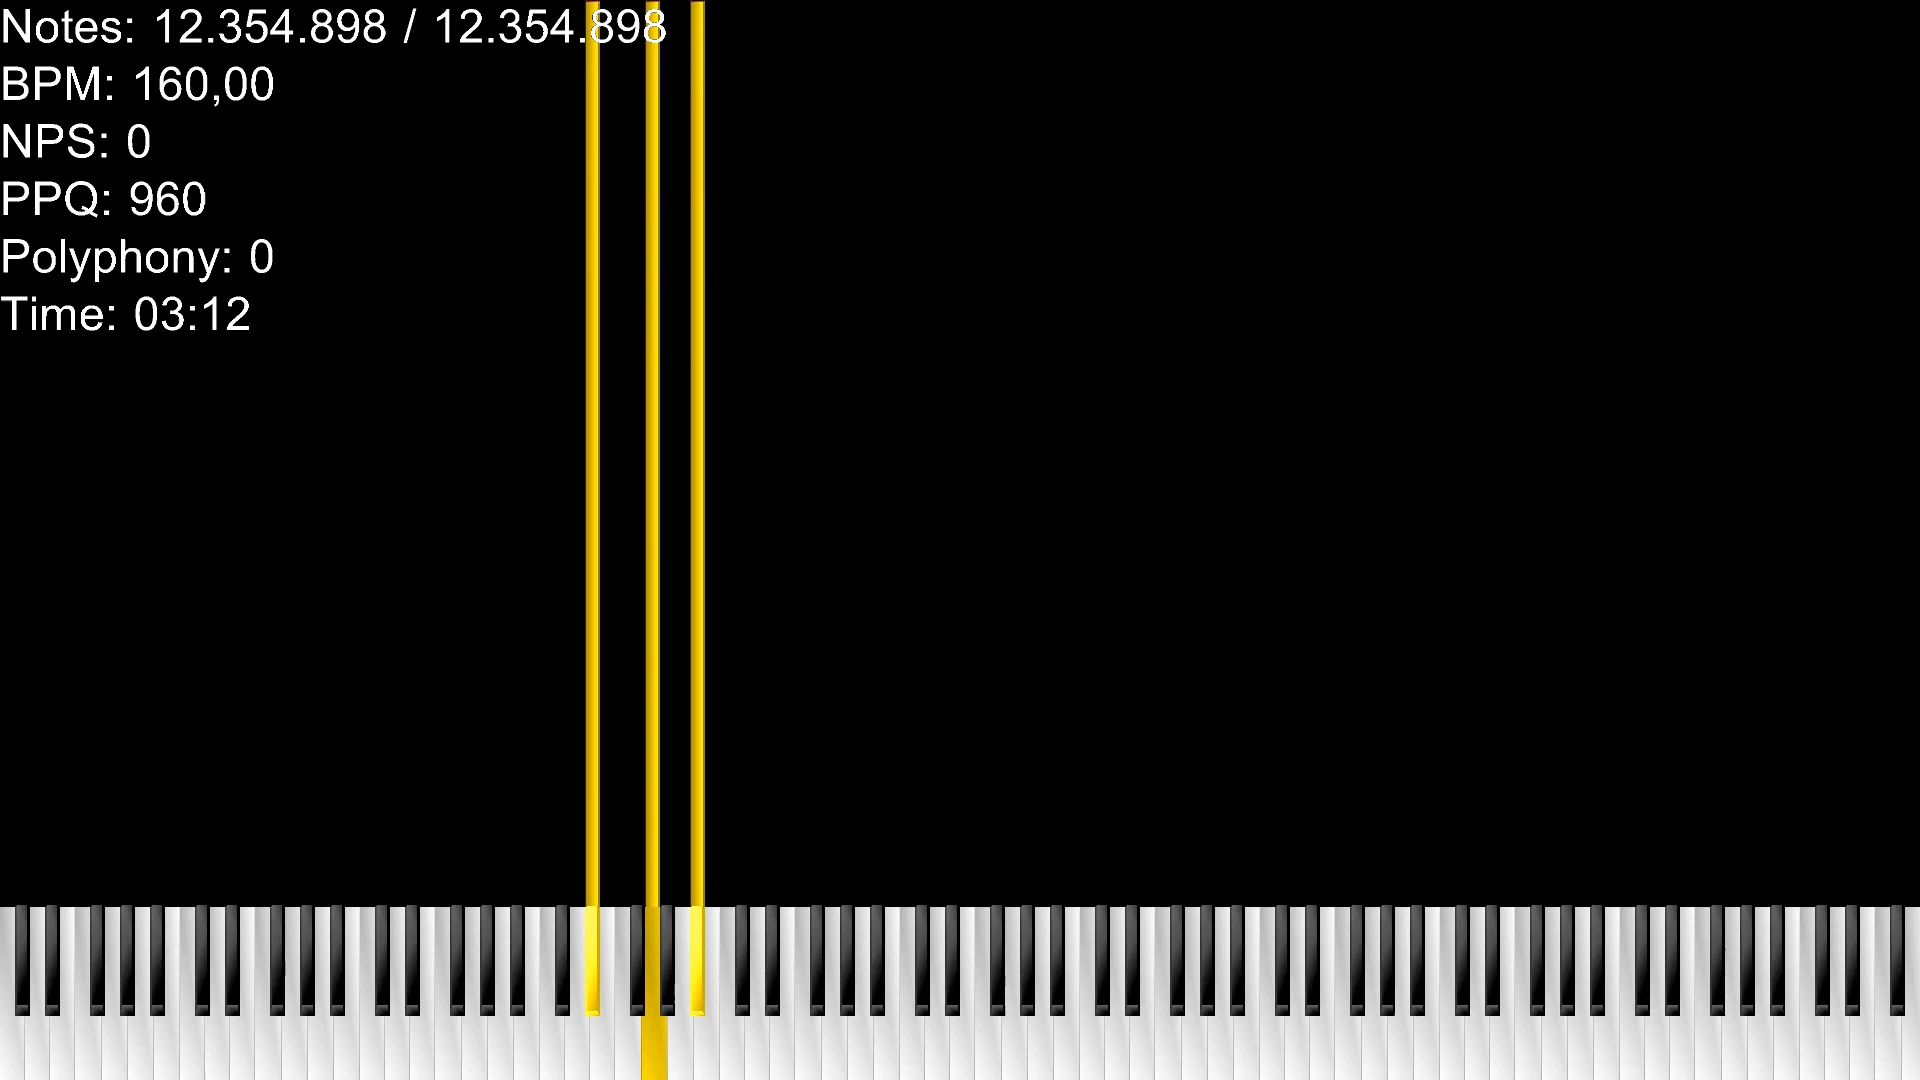 Notes: 12.354.898 / 12.354.898
BPM: 160,00
NPS: 0
PPQ: 960
Polyphony: 0
Time: 03:12